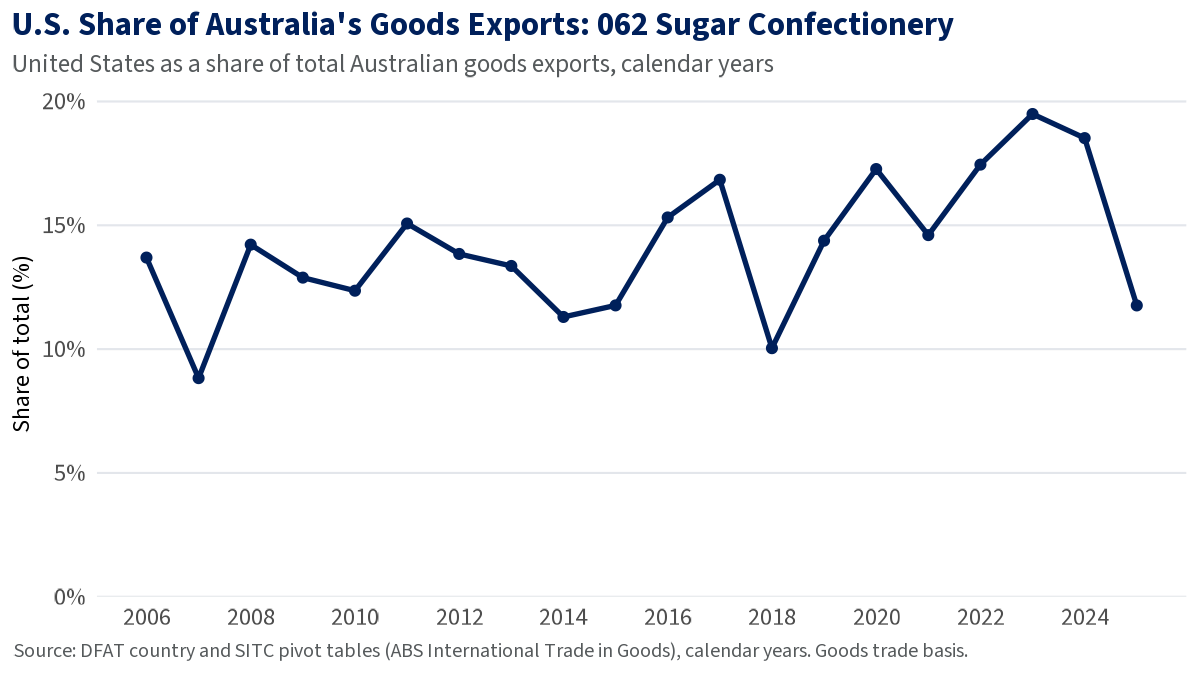 U.S. Share of Australia's Goods Exports: 062 Sugar Confectionery
United States as a share of total Australian goods exports, calendar years
Share of total (%)
20%
15%
10%
5%
0%
2006 2008 2010 2012 2014 2016 2018 2020 2022 2024
Source: DFAT country and SITC pivot tables (ABS International Trade in Goods), calendar years. Goods trade basis.